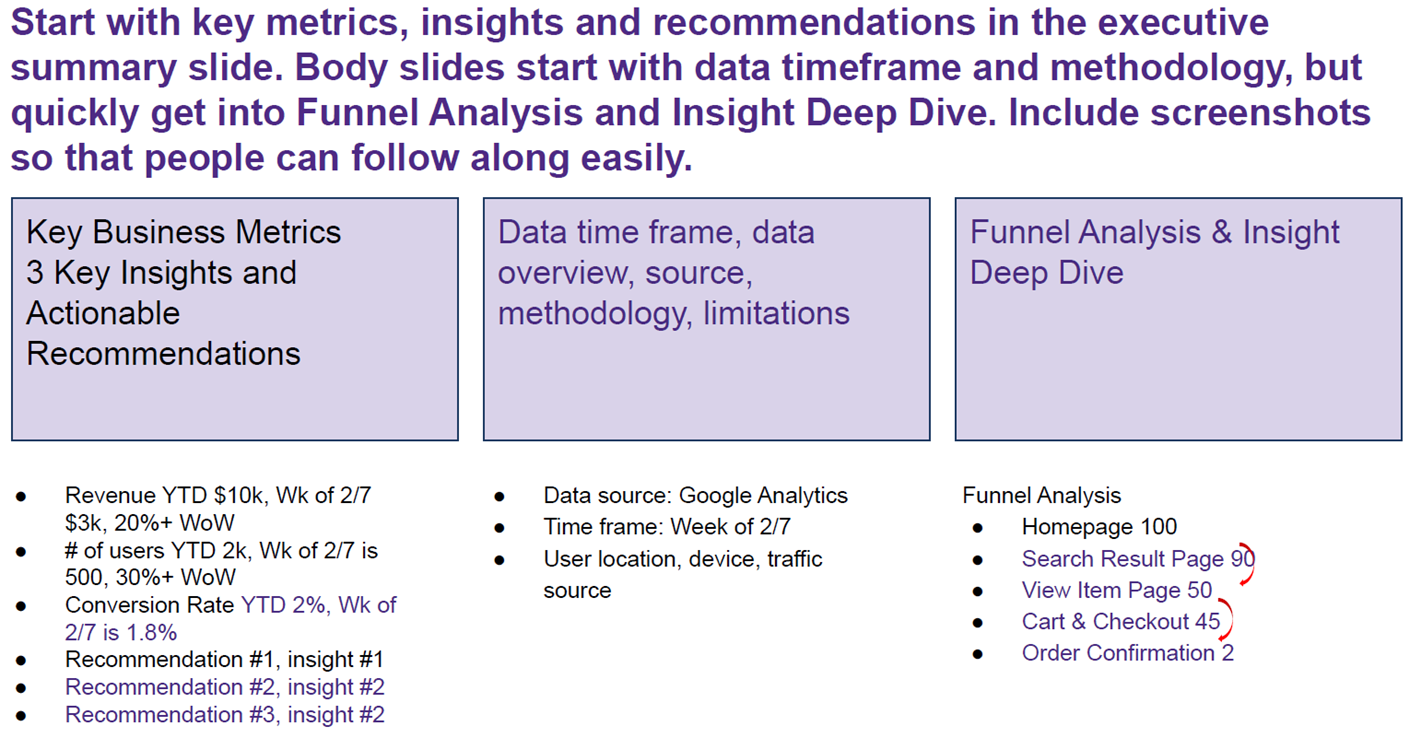 Start with key metrics, insights and recommendations in the executive
summary slide. Body slides start with data timeframe and methodology, but
quickly get into Funnel Analysis and Insight Deep Dive. Include screenshots
so that people can follow along easily.
Key Business Metrics
3 Key Insights and
Actionable
Recommendations
Data time frame, data
overview, source,
methodology, limitations
Funnel Analysis & Insight
Deep Dive
● Revenue YTD $10k, Wk of 2/7
$3k, 20%+ WoW
● # of users YTD 2k, Wk of 2/7 is
500, 30%+ WoW
● Conversion Rate YTD 2%, Wk of
2/7 is 1.8%
● Recommendation #1, insight #1
● Recommendation #2, insight #2
● Recommendation #3, insight #2
● Data source: Google Analytics
● Time frame: Week of 2/7
● User location, device, traffic
source
Funnel Analysis
● Homepage 100
● Search Result Page 90
● View Item Page 50
● Cart & Checkout 45
● Order Confirmation 2